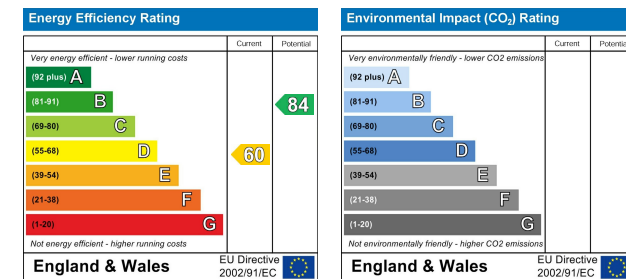 Energy Efficiency Rating
Current Potential
Very energy efficient - lower running costs
(92 plus) A
(81-91) B
84
(69-80) C
(55-68) D
60
(39-54) E
(21-38) F
(1-20) G
Not energy efficient - higher running costs
England & Wales
EU Directive
2002/91/EC
Environmental Impact (CO₂) Rating
Current Potential
Very environmentally friendly - lower CO2 emissions
(92 plus) A
(81-91) B
(69-80) C
(55-68) D
(39-54) E
(21-38) F
(1-20) G
Not environmentally friendly - higher CO2 emissions
England & Wales
EU Directive
2002/91/EC